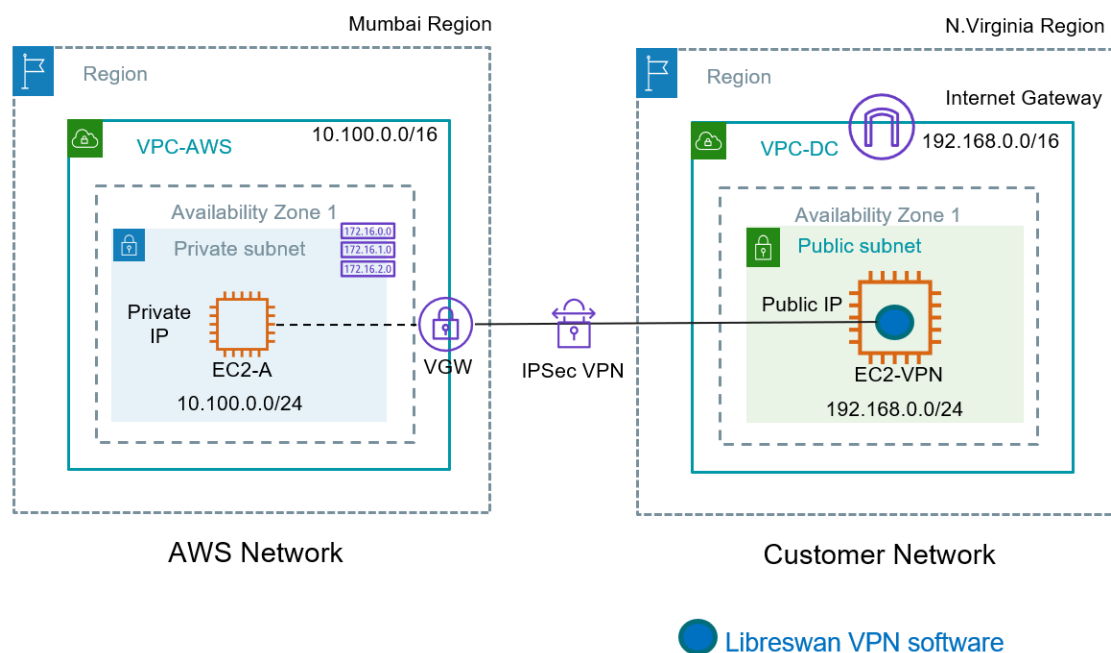 Mumbai Region
N.Virginia Region
Region
Region
Internet Gateway
VPC-AWS
10.100.0.0/16
VPC-DC
192.168.0.0/16
Availability Zone 1
Availability Zone 1
Private subnet
172.16.0.0
172.16.1.0
172.16.2.0
Public subnet
Private
IP
Public IP
EC2-A
VGW
IPSec VPN
EC2-VPN
10.100.0.0/24
192.168.0.0/24
AWS Network
Customer Network
Libreswan VPN software